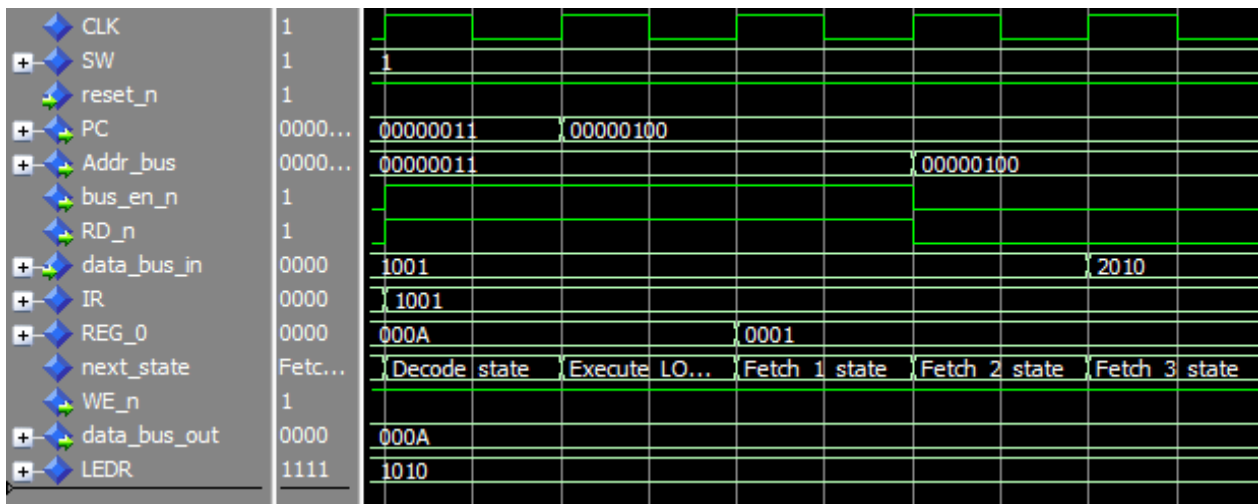 CLK 1
SW 1 1
reset_n 1
PC 0000... 00000011 00000100
Addr_bus 0000... 00000011 00000100
bus_en_n 1
RD_n 1
data_bus_in 0000 1001 2010
IR 0000 1001
REG_0 0000 000A 0001
next_state Fetc... Decode state Execute LO... Fetch 1 state Fetch 2 state Fetch 3 state
WE_n 1
data_bus_out 0000 000A
LEDR 1111 1010